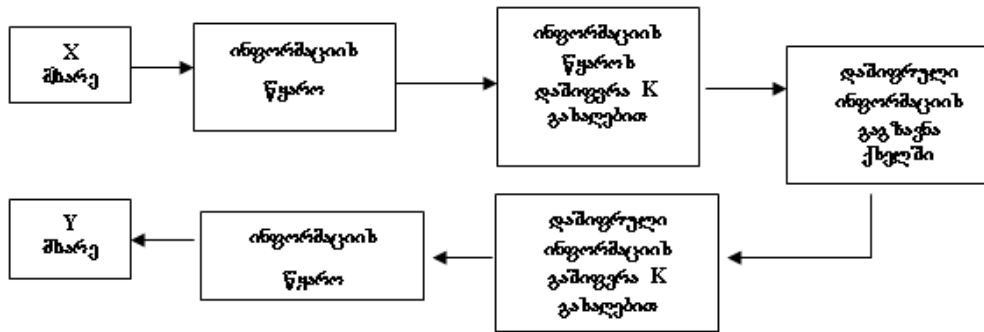 X
მხარე
ინფორმაციის
წყარო
ინფორმაციის
წყაროს
დაშიფვრა K
გასაღებით
დაშიფრული
ინფორმაციის
გაგზავნა
ქსელში
Y
მხარე
ინფორმაციის
წყარო
დაშიფრული
ინფორმაციის
გაშიფვრა K
გასაღებით